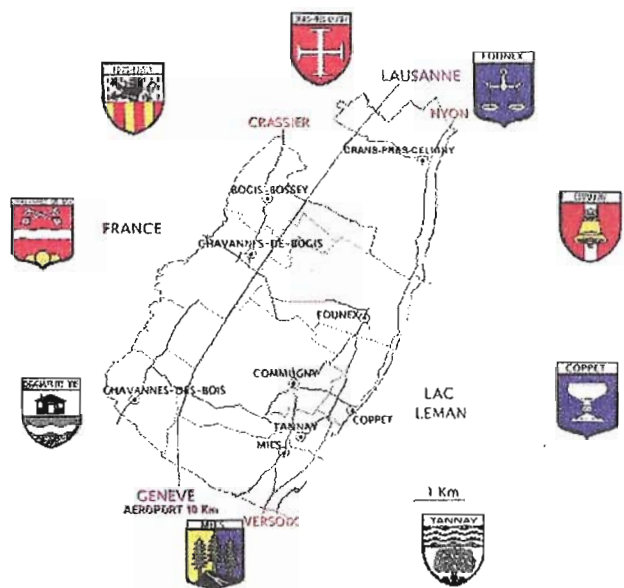 FOUNEX
LAUSANNE
CRASSIER
NYON
CRANS-PRAS-CELIGNY
BOGIS-BOSSEY
FRANCE
CHAVANNES-DE-BOGIS
FOUNEX
COPPET
COMMUGNY
CHAVANNES-DES-BOIS
LAC
LEMAN
COPPET
TANNAY
MIES
GENEVE
AEROPORT 10 Km
VERSOIX
1 Km
MIES
TANNAY